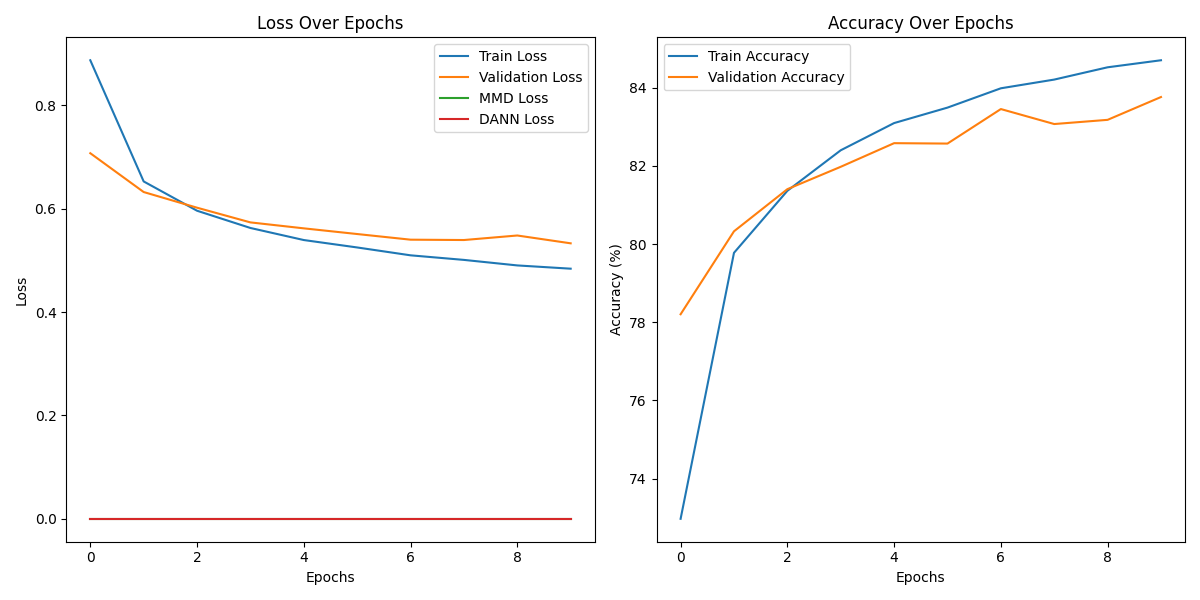 Loss Over Epochs
Train Loss
Validation Loss
MMD Loss
DANN Loss
0.8
0.6
0.4
0.2
0.0
Loss
0 2 4 6 8
Epochs
Accuracy Over Epochs
Train Accuracy
Validation Accuracy
84
82
80
78
76
74
Accuracy (%)
0 2 4 6 8
Epochs